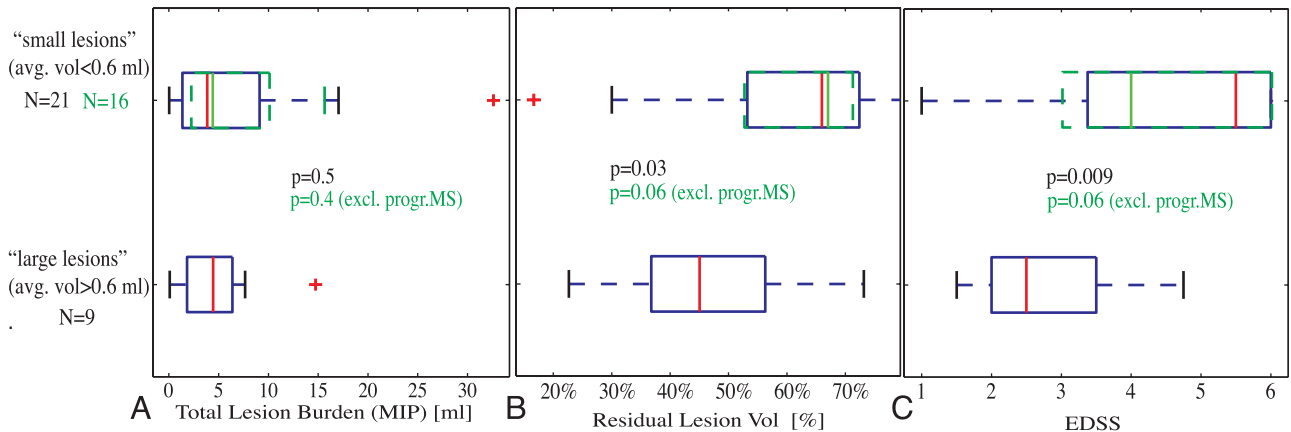 “small lesions”
(avg. vol<0.6 ml)
N=21 N=16
p=0.5
p=0.4 (excl. progr.MS)
p=0.03
p=0.06 (excl. progr.MS)
p=0.009
p=0.06 (excl. progr.MS)
“large lesions”
(avg. vol>0.6 ml)
. N=9
0 5 10 15 20 25 30
20% 30% 20% 50% 60% 70%
1 2 3 4 5 6
A Total Lesion Burden (MIP) [ml]
B Residual Lesion Vol [%]
C EDSS